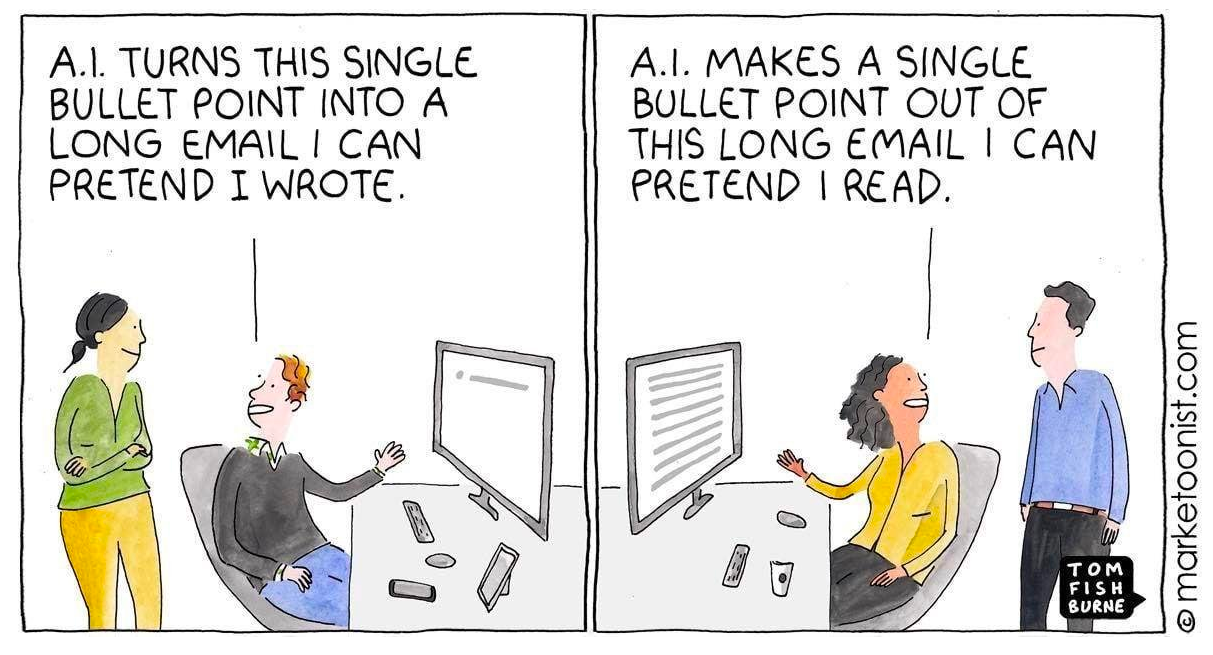 A.I. TURNS THIS SINGLE
BULLET POINT INTO A
LONG EMAIL I CAN
PRETEND I WROTE.
A.I. MAKES A SINGLE
BULLET POINT OUT OF
THIS LONG EMAIL I CAN
PRETEND I READ.
TOM
FISH
BURNE
© marketoonist.com